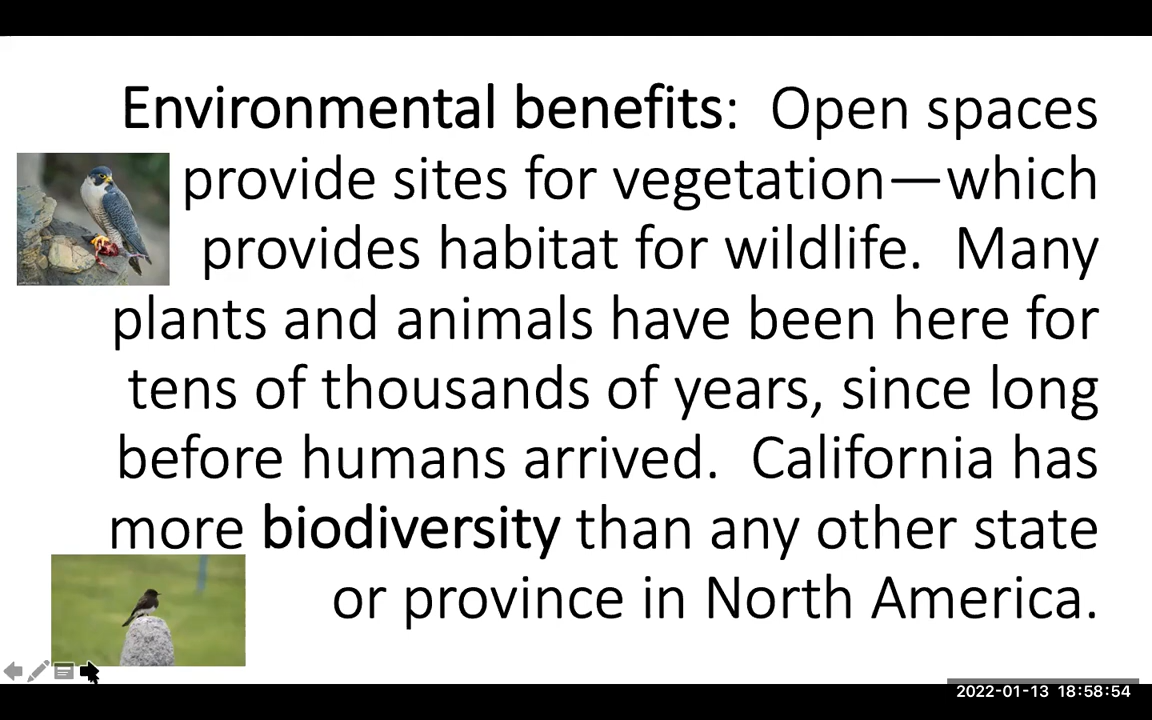 Environmental benefits:  Open spaces
provide sites for vegetation—which
provides habitat for wildlife.  Many
plants and animals have been here for
tens of thousands of years, since long
before humans arrived.  California has
more biodiversity than any other state
or province in North America.
2022-01-13 18:58:54